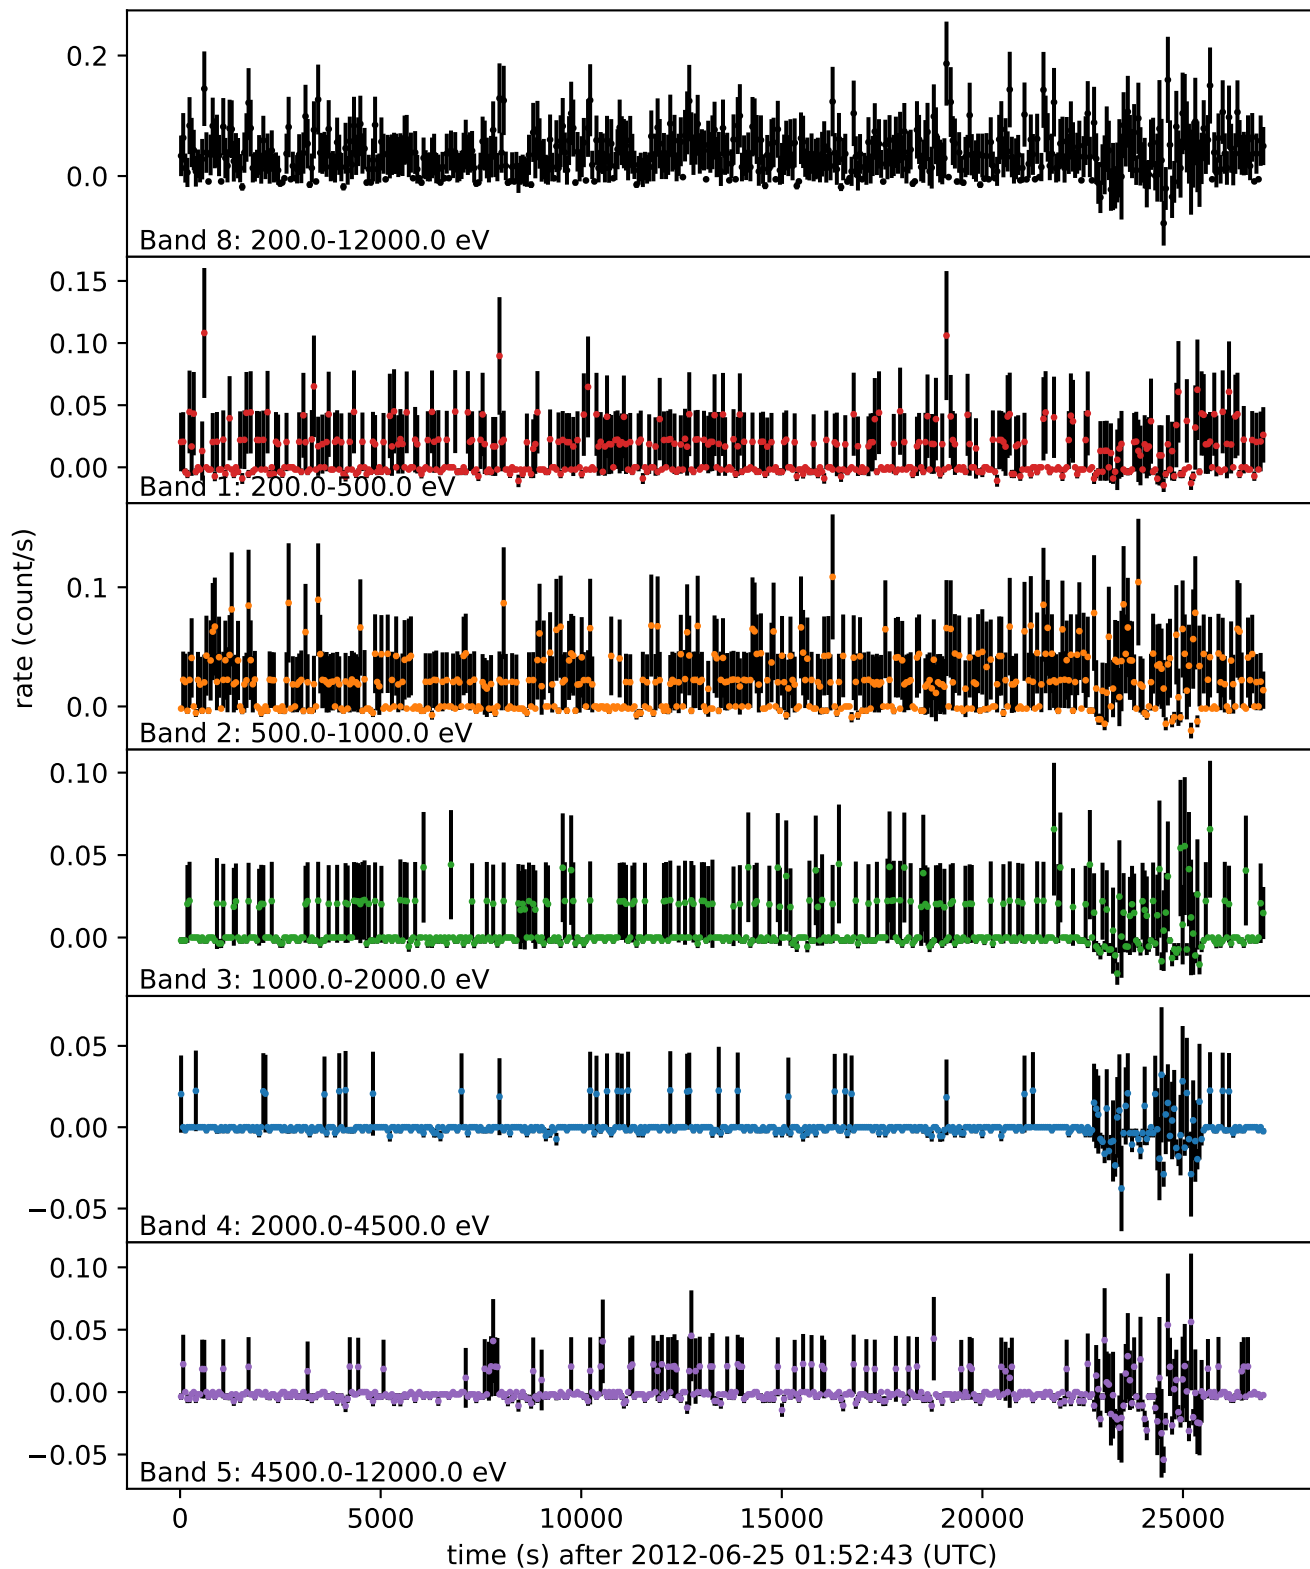 0.2
0.0
Band 8: 200.0-12000.0 eV
0.15
0.10
0.05
0.00
Band 1: 200.0-500.0 eV
rate (count/s)
0.1
0.0
Band 2: 500.0-1000.0 eV
0.10
0.05
0.00
Band 3: 1000.0-2000.0 eV
0.05
0.00
−0.05
Band 4: 2000.0-4500.0 eV
0.10
0.05
0.00
−0.05
Band 5: 4500.0-12000.0 eV
0 5000 10000 15000 20000 25000
time (s) after 2012-06-25 01:52:43 (UTC)